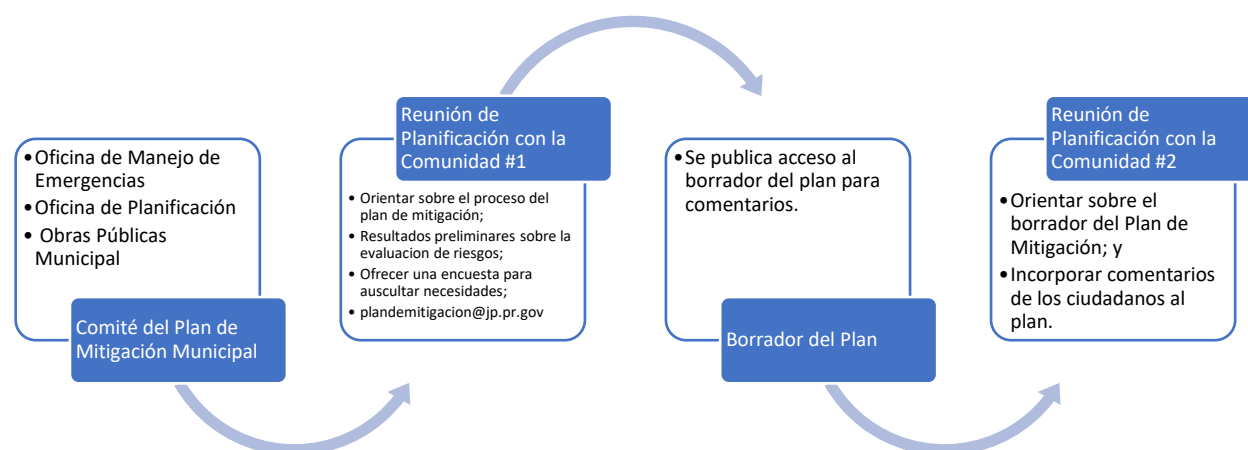 •Oficina de Manejo de
Emergencias
•Oficina de Planificación
• Obras Públicas
Municipal
Comité del Plan de
Mitigación Municipal
Reunión de
Planificación con la
Comunidad #1
• Orientar sobre el proceso del
plan de mitigación;
• Resultados preliminares sobre la
evaluacion de riesgos;
• Ofrecer una encuesta para
auscultar necesidades;
• plandemitigacion@jp.pr.gov
•Se publica acceso al
borrador del plan para
comentarios.
Borrador del Plan
Reunión de
Planificación con la
Comunidad #2
•Orientar sobre el
borrador del Plan de
Mitigación; y
•Incorporar comentarios
de los ciudadanos al
plan.